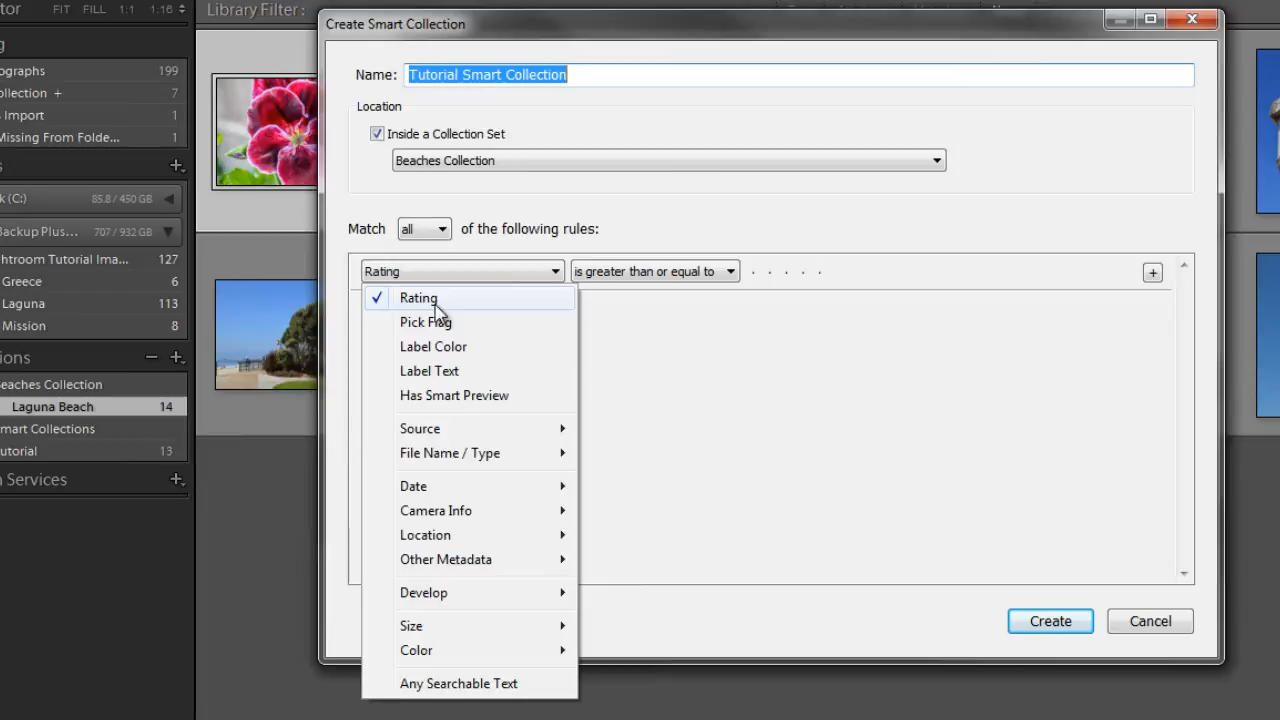 tor FIT FILL 1:1 1:16
Library Filter:
Create Smart Collection
g
ographs 199
ollection + 7
s Import 1
Missing From Folde... 1
s +
k (C:) 85.8 / 450 GB
Backup Plus... 707 / 932 GB
htroom Tutorial Ima... 127
Greece 6
Laguna 113
Mission 8
ions − +
eaches Collection
Laguna Beach 14
mart Collections
utorial 13
n Services +
Name: Tutorial Smart Collection
Location
Inside a Collection Set
Beaches Collection
Match all of the following rules:
Rating is greater than or equal to . . . . . +
Rating
Pick Flag
Label Color
Label Text
Has Smart Preview
Source
File Name / Type
Date
Camera Info
Location
Other Metadata
Develop
Size
Color
Any Searchable Text
Create Cancel